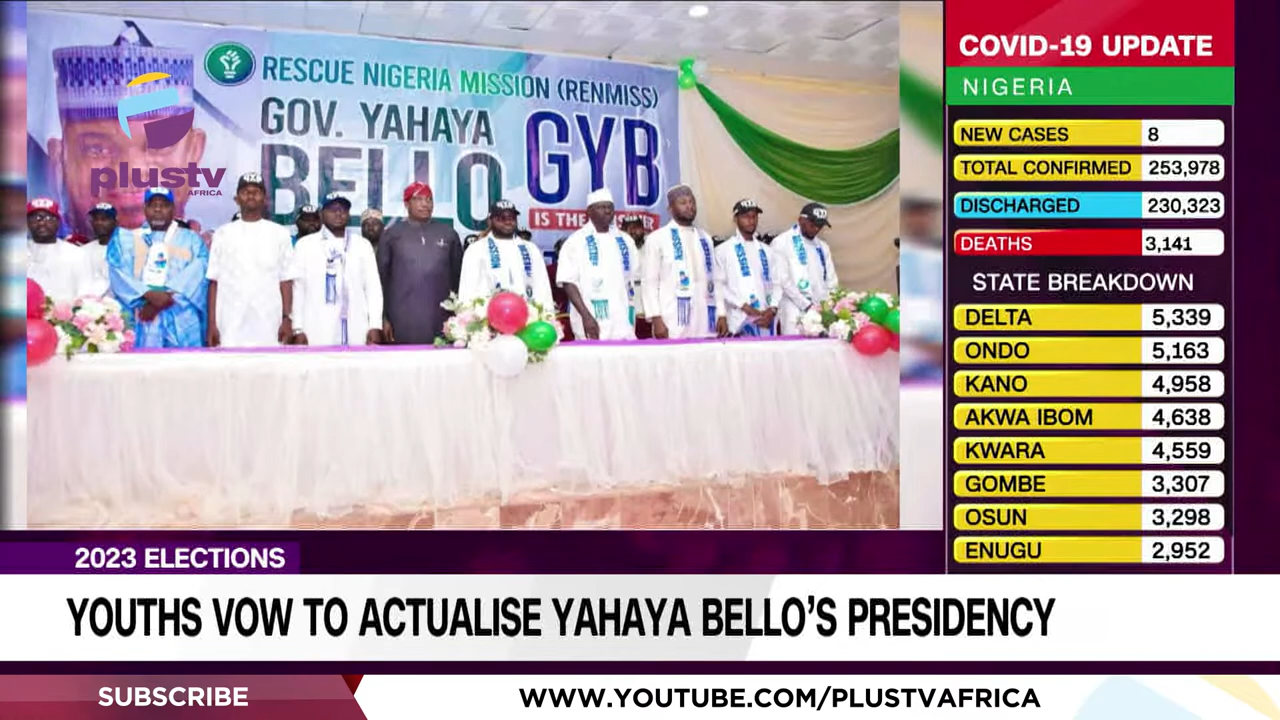 RESCUE NIGERIA MISSION (RENMISS)
GOV. YAHAYA
BELLO
GYB
IS THE
plustv
AFRICA
COVID-19 UPDATE
NIGERIA
NEW CASES 8
TOTAL CONFIRMED 253,978
DISCHARGED 230,323
DEATHS 3,141
STATE BREAKDOWN
DELTA 5,339
ONDO 5,163
KANO 4,958
AKWA IBOM 4,638
KWARA 4,559
GOMBE 3,307
OSUN 3,298
ENUGU 2,952
2023 ELECTIONS
YOUTHS VOW TO ACTUALISE YAHAYA BELLO'S PRESIDENCY
SUBSCRIBE
WWW.YOUTUBE.COM/PLUSTVAFRICA